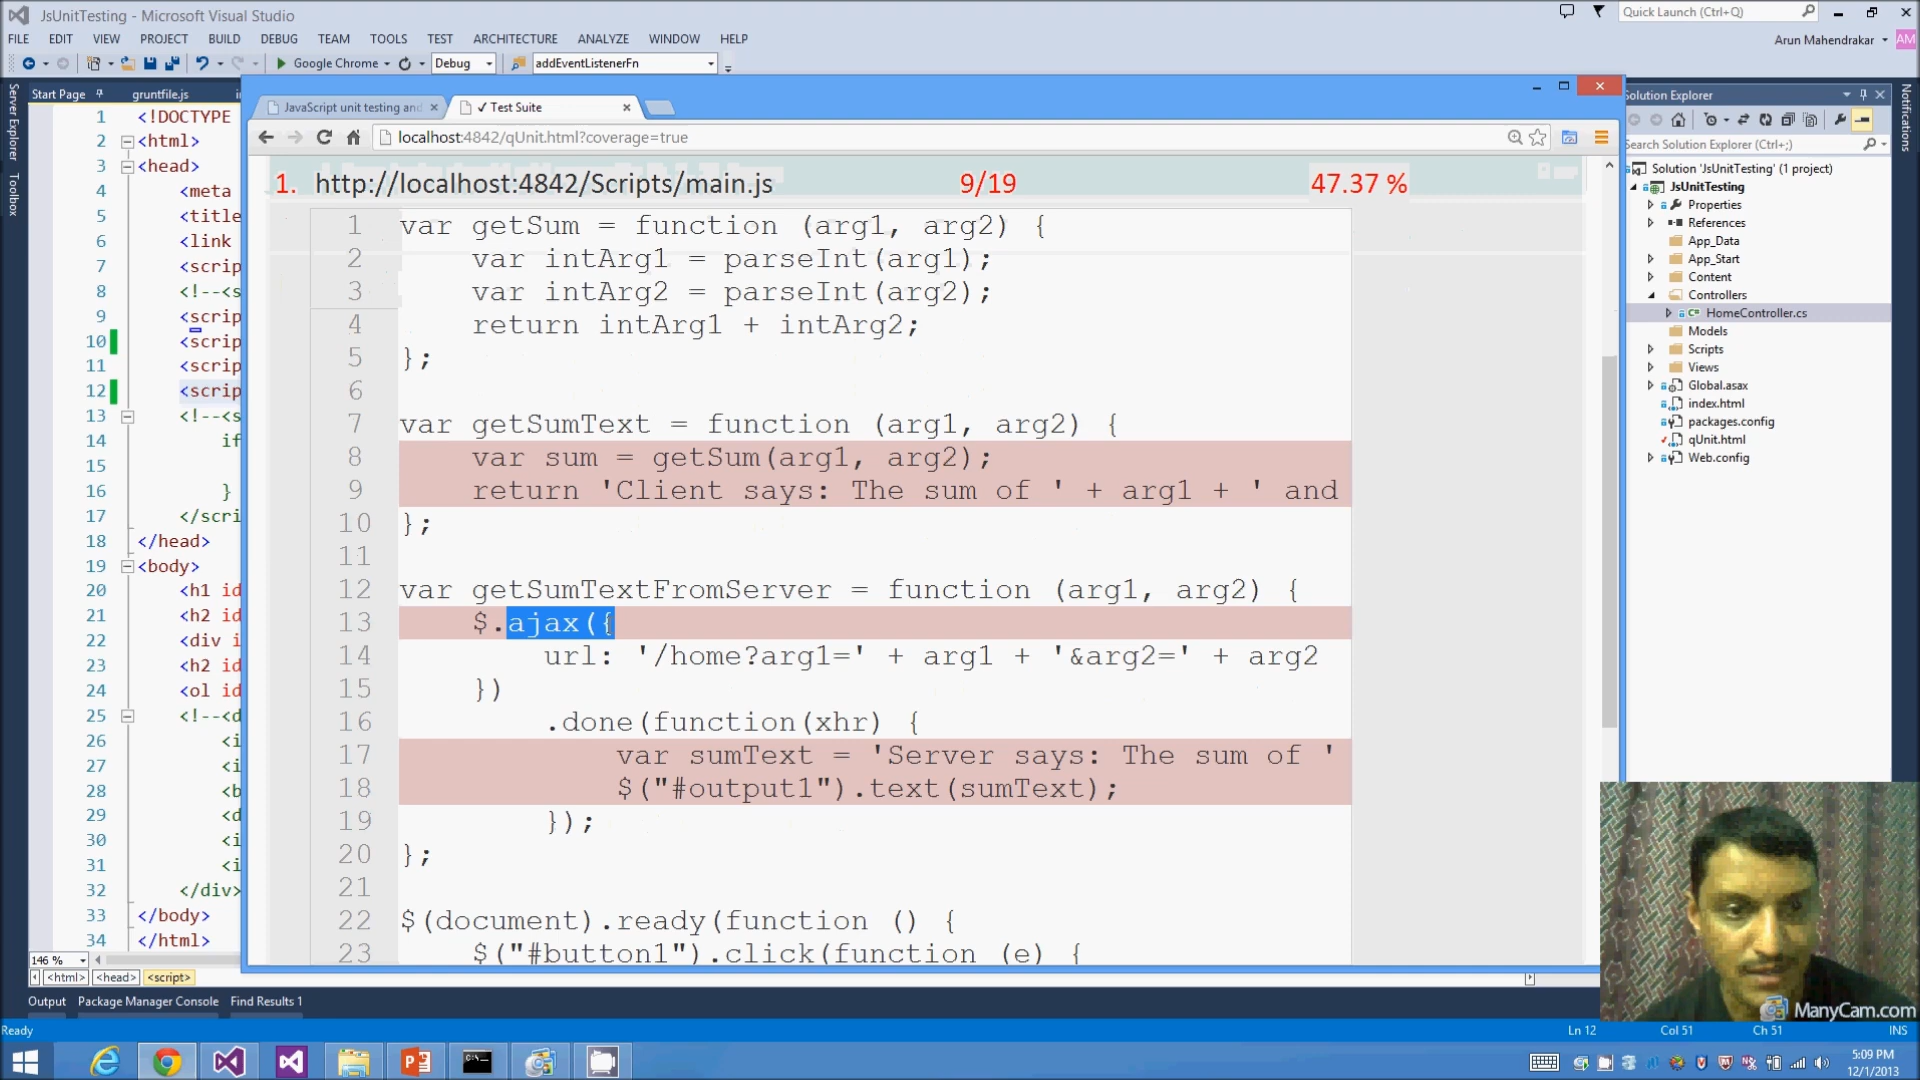 JsUnitTesting - Microsoft Visual Studio
Quick Launch (Ctrl+Q)
FILE EDIT VIEW PROJECT BUILD DEBUG TEAM TOOLS TEST ARCHITECTURE ANALYZE WINDOW HELP
Arun Mahendrakar AM
Google Chrome Debug addEventListenerFn
Server Explorer
Toolbox
Notifications
Start Page gruntfile.js
1 <!DOCTYPE
2 <html>
3 <head>
4 <meta
5 <title
6 <link
7 <scrip
8 <!--<s
9 <scrip
10 <scrip
11 <scrip
12 <scrip
13 <!--<s
14 if
15
16 }
17 </scri
18 </head>
19 <body>
20 <h1 id
21 <h2 id
22 <div i
23 <h2 id
24 <ol id
25 <!--<d
26 <i
27 <i
28 <b
29 <d
30 <i
31 <i
32 </div>
33 </body>
34 </html>
146 %
<html> <head> <script>
Output Package Manager Console Find Results 1
Ready
Ln 12 Col 51 Ch 51 INS
JavaScript unit testing and
✓ Test Suite
localhost:4842/qUnit.html?coverage=true
1. http://localhost:4842/Scripts/main.js 9/19 47.37 %
1 var getSum = function (arg1, arg2) {
2 var intArg1 = parseInt(arg1);
3 var intArg2 = parseInt(arg2);
4 return intArg1 + intArg2;
5 };
6
7 var getSumText = function (arg1, arg2) {
8 var sum = getSum(arg1, arg2);
9 return 'Client says: The sum of ' + arg1 + ' and
10 };
11
12 var getSumTextFromServer = function (arg1, arg2) {
13 $.ajax({
14 url: '/home?arg1=' + arg1 + '&arg2=' + arg2
15 })
16 .done(function(xhr) {
17 var sumText = 'Server says: The sum of '
18 $("#output1").text(sumText);
19 });
20 };
21
22 $(document).ready(function () {
23 $("#button1").click(function (e) {
Solution Explorer
Search Solution Explorer (Ctrl+;)
Solution 'JsUnitTesting' (1 project)
JsUnitTesting
Properties
References
App_Data
App_Start
Content
Controllers
HomeController.cs
Models
Scripts
Views
Global.asax
index.html
packages.config
qUnit.html
Web.config
ManyCam.com
5:09 PM
12/1/2013